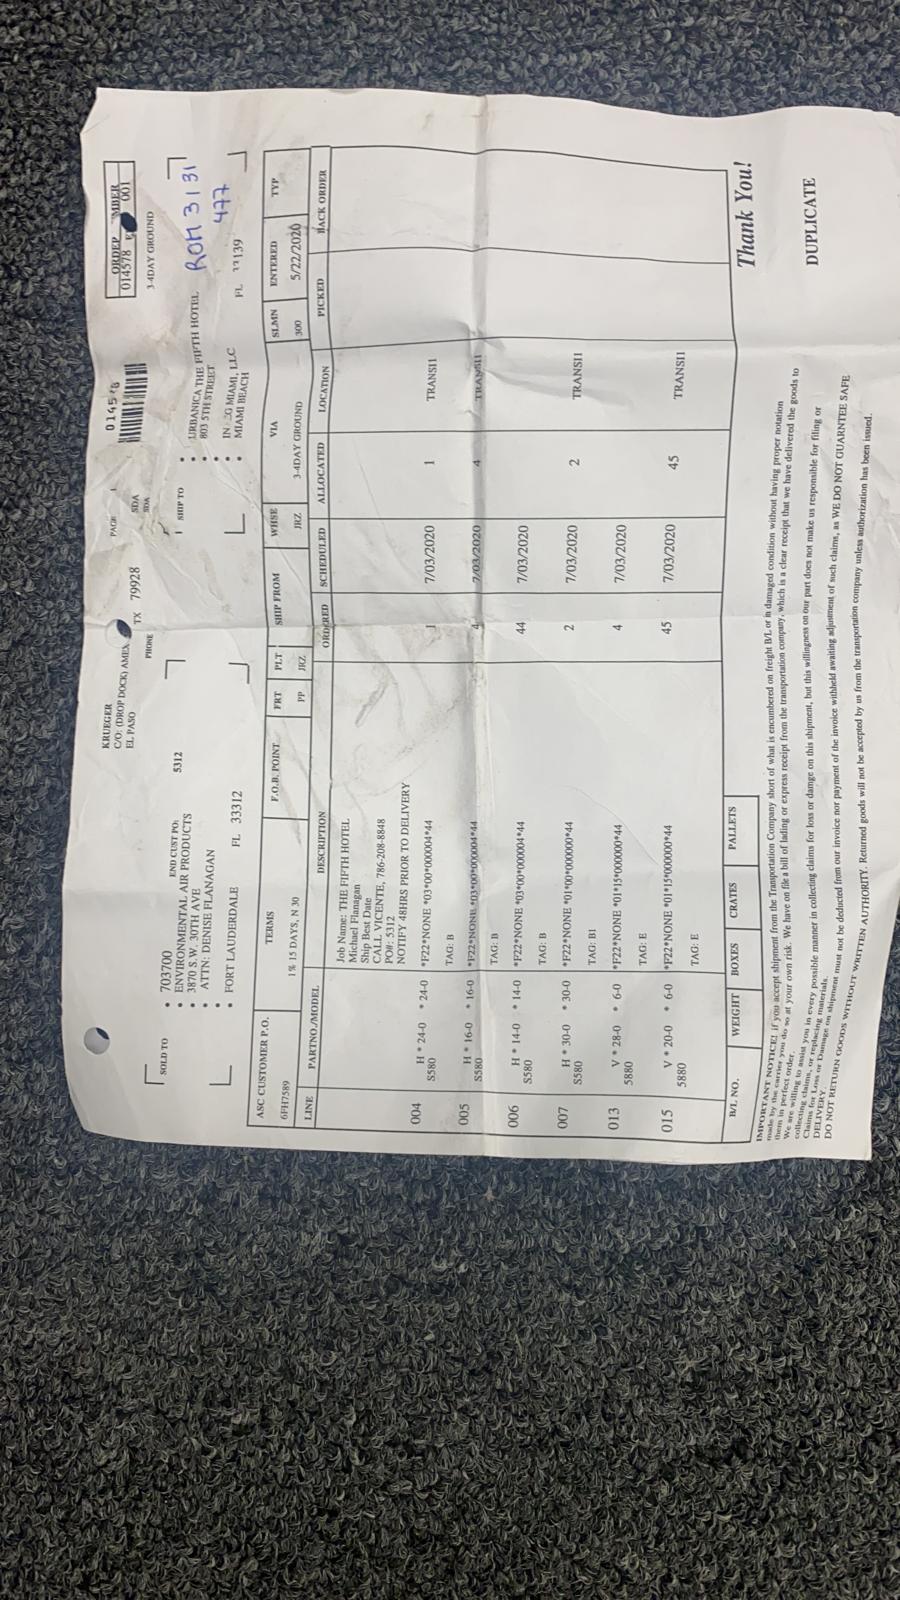 KRUEGER
C/O: (DROP DOCK) AMEX
EL PASO TX 79928
PHONE
PAGE 1
SDA
SDA
ORDER NUMBER
014578 001
3-4DAY GROUND
SOLD TO
703700 END CUST PO: 5312
ENVIRONMENTAL AIR PRODUCTS
3870 S.W. 30TH AVE
ATTN: DENISE FLANAGAN
FORT LAUDERDALE FL 33312
SHIP TO
URBANICA THE FIFTH HOTEL
803 5TH STREET
MIAMI, LLC
MIAMI BEACH FL 139
ROM 3131
477
ASC CUSTOMER P.O. TERMS F.O.B. POINT FRT PLT SHIP FROM WHSE VIA SLMN ENTERED TYP
6FH7589 1% 15 DAYS, N 30 PP JRZ JRZ 3-4DAY GROUND 300 5/22/2020
LINE PARTNO./MODEL DESCRIPTION ORDERED SCHEDULED ALLOCATED LOCATION PICKED BACK ORDER
Job Name: THE FIFTH HOTEL
Michael Flanagan
Ship Best Date
CALL VICENTE, 786-208-8848
PO#: 5312
NOTIFY 48HRS PRIOR TO DELIVERY
004 H * 24-0 * 24-0 *F22*NONE *03*00*000004*44 1 7/03/2020 1 TRANSI1
S580
TAG: B
005 H * 16-0 * 16-0 *F22*NONE *03*00*000004*44 4 7/03/2020 4 TRANSI1
S580
TAG: B
006 H * 14-0 * 14-0 *F22*NONE *03*00*000004*44 44 7/03/2020
S580
TAG: B
007 H * 30-0 * 30-0 *F22*NONE *01*00*000000*44 2 7/03/2020 2 TRANSI1
S580
TAG: B1
013 V * 28-0 * 6-0 *F22*NONE *01*15*000000*44 4 7/03/2020
5880
TAG: E
015 V * 20-0 * 6-0 *F22*NONE *01*15*000000*44 45 7/03/2020 45 TRANSI1
5880
TAG: E
B/L NO. WEIGHT BOXES CRATES PALLETS
Thank You!
DUPLICATE
IMPORTANT NOTICE! if you accept shipment from the Transportation Company short of what is encumbered on freight B/L or in damaged condition without having proper notation
made by the carrier you do so at your own risk. We have on file a bill of lading or express receipt from the transportation company, which is a clear receipt that we have delivered the goods to
them in perfect order.
We are willing to assist you in every possible manner in collecting claims for loss or damge on this shipment, but this willingness on our part does not make us responsible for filing or
collecting claims, or replacing materials.
Claims for Loss or Damage on shipment must not be deducted from our invoice nor payment of the invoice withheld awaiting adjustment of such claims, as WE DO NOT GUARNTEE SAFE
DELIVERY.
DO NOT RETURN GOODS WITHOUT WRITTEN AUTHORITY. Returned goods will not be accepted by us from the transportation company unless authorization has been issued.